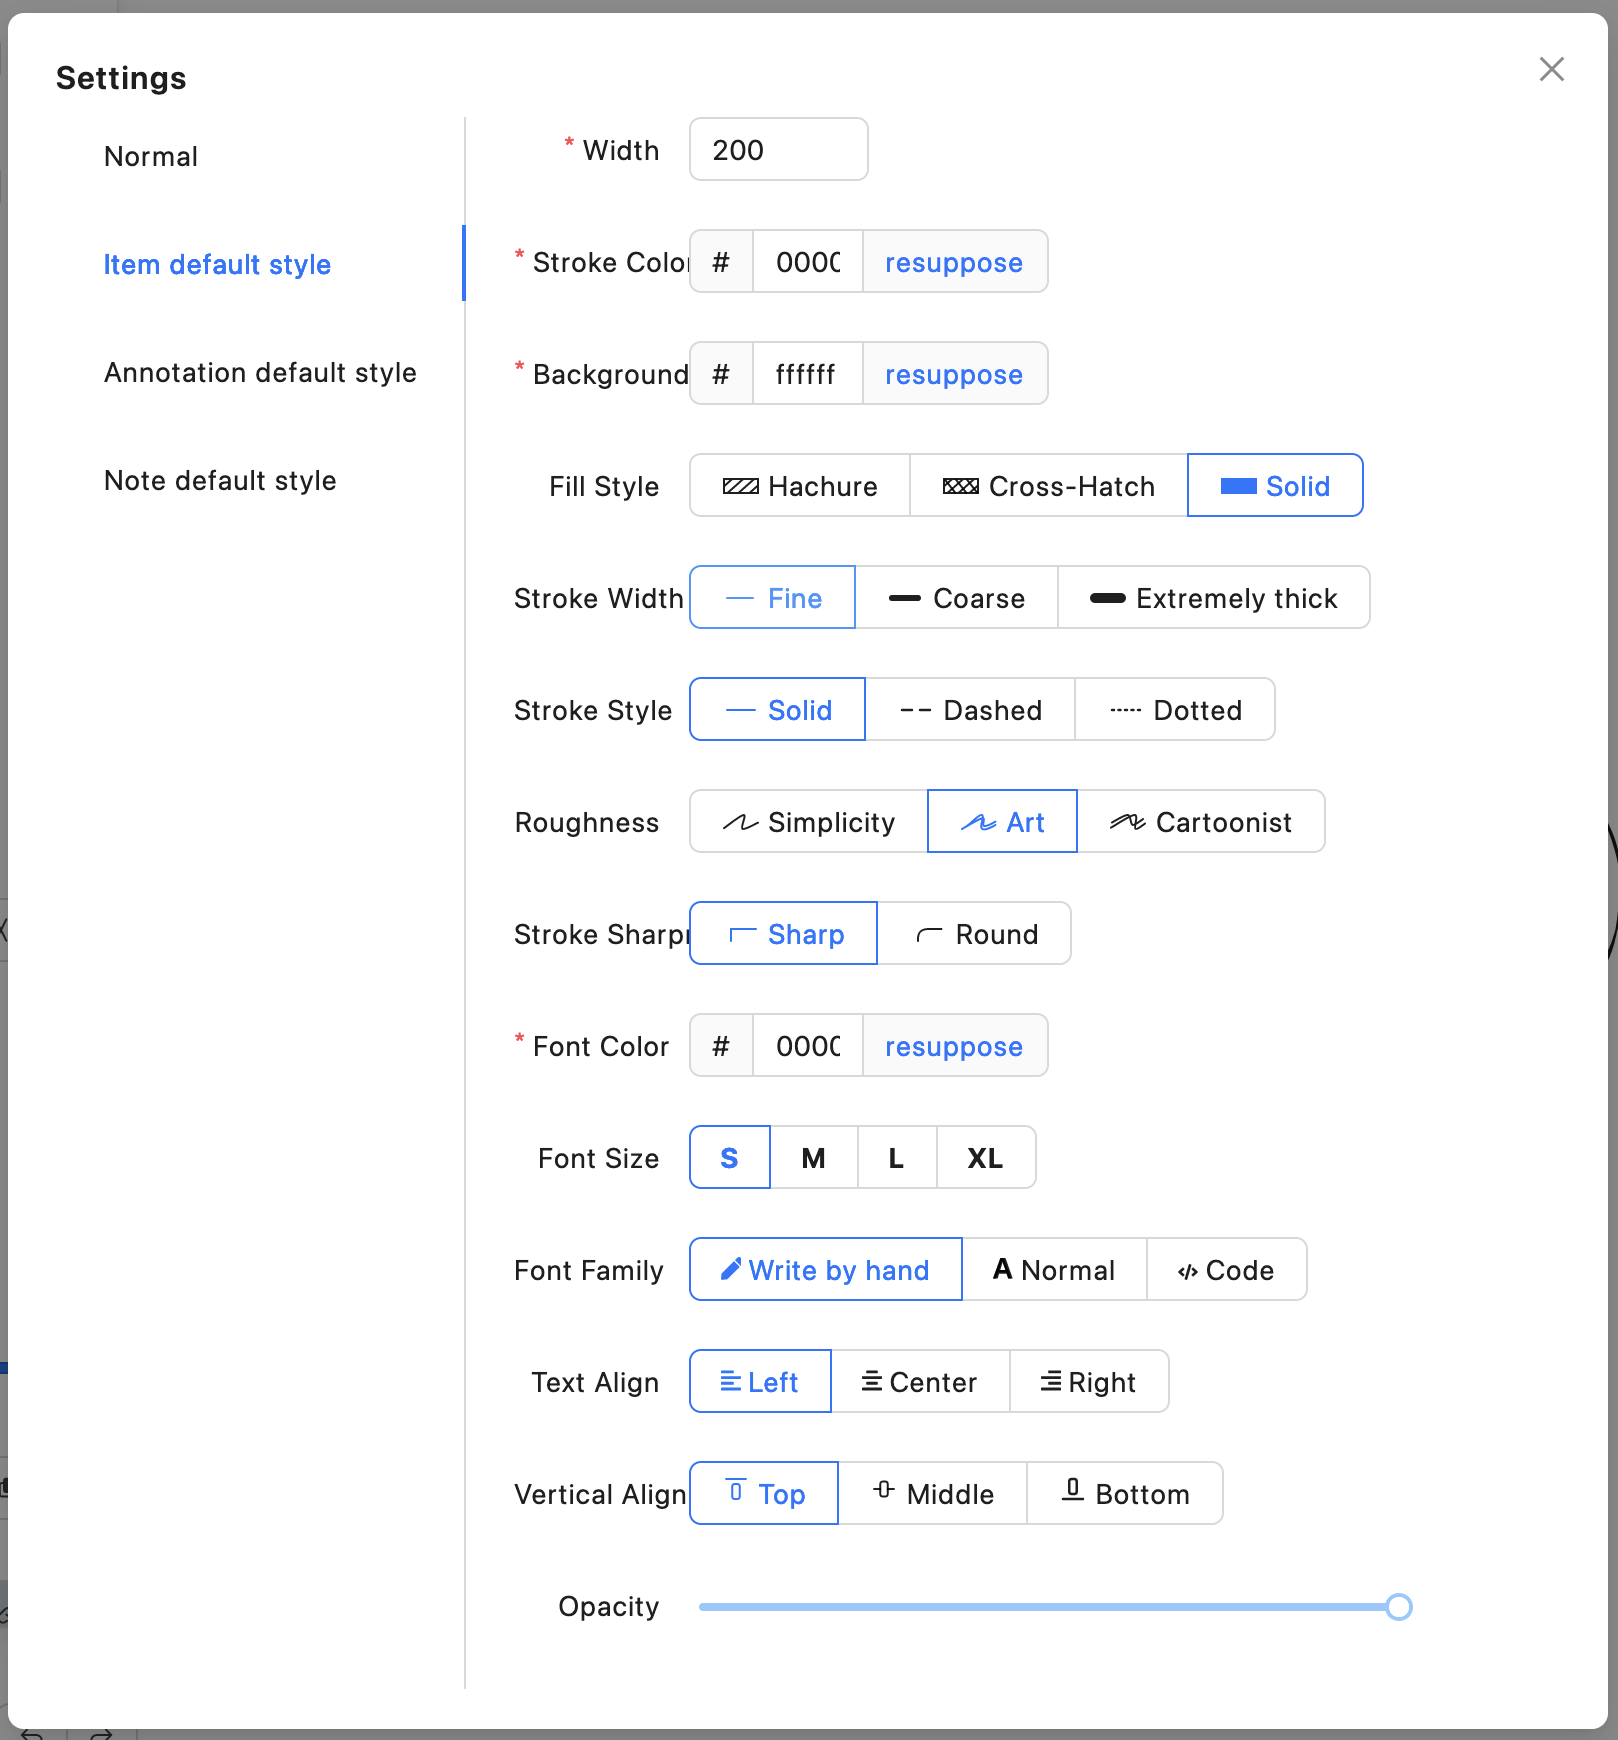 Settings
Normal
Item default style
Annotation default style
Note default style
* Width 200
* Stroke Color # 0000 resuppose
* Background # ffffff resuppose
Fill Style Hachure Cross-Hatch Solid
Stroke Width Fine Coarse Extremely thick
Stroke Style Solid Dashed Dotted
Roughness Simplicity Art Cartoonist
Stroke Sharp Sharp Round
* Font Color # 0000 resuppose
Font Size S M L XL
Font Family Write by hand A Normal </> Code
Text Align Left Center Right
Vertical Align Top Middle Bottom
Opacity